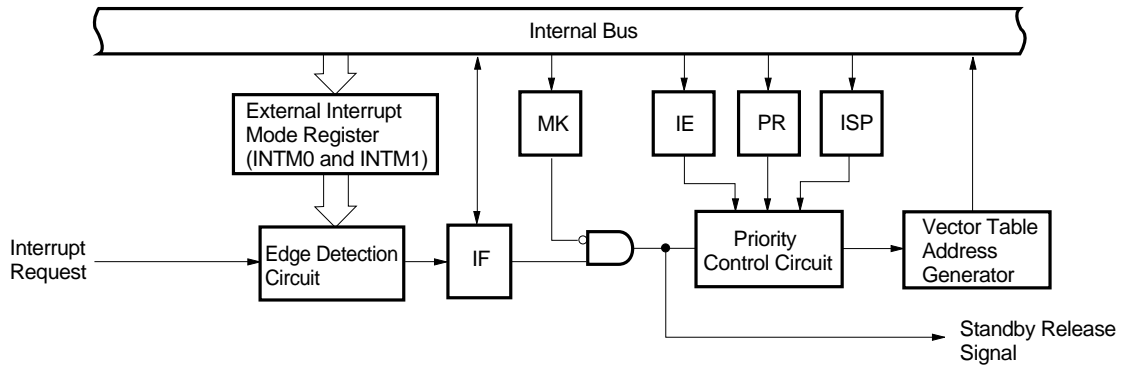 Internal Bus
External Interrupt
Mode Register
(INTM0 and INTM1)
MK
IE
PR
ISP
Interrupt
Request
Edge Detection
Circuit
IF
Priority
Control Circuit
Vector Table
Address
Generator
Standby Release
Signal